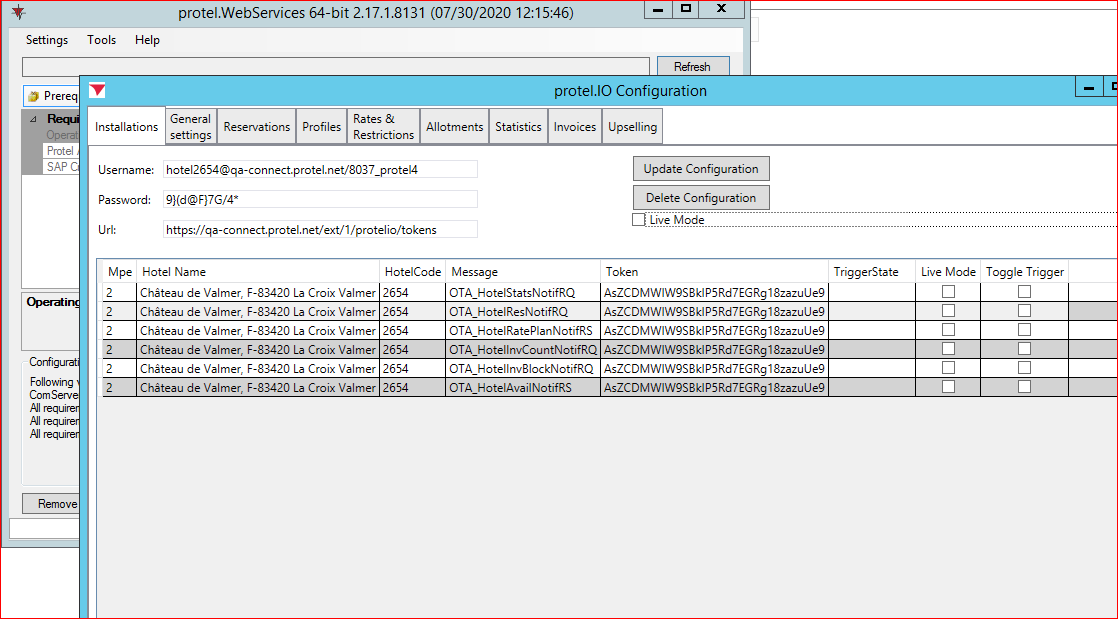 protel.WebServices 64-bit 2.17.1.8131 (07/30/2020 12:15:46)
Settings Tools Help
Refresh
Prereq
Requi
Operat
Protel
SAP C
Operating
Configurati
Following v
ComServer
All requirem
All requirem
All requirem
Remove
protel.IO Configuration
Installations General settings Reservations Profiles Rates & Restrictions Allotments Statistics Invoices Upselling
Username: hotel2654@qa-connect.protel.net/8037_protel4
Password: 9}(d@F}7G/4*
Url: https://qa-connect.protel.net/ext/1/protelio/tokens
Update Configuration
Delete Configuration
Live Mode
Mpe Hotel Name HotelCode Message Token TriggerState Live Mode Toggle Trigger
2 Château de Valmer, F-83420 La Croix Valmer 2654 OTA_HotelStatsNotifRQ AsZCDMWIW9SBkIP5Rd7EGRg18zazuUe9
2 Château de Valmer, F-83420 La Croix Valmer 2654 OTA_HotelResNotifRQ AsZCDMWIW9SBkIP5Rd7EGRg18zazuUe9
2 Château de Valmer, F-83420 La Croix Valmer 2654 OTA_HotelRatePlanNotifRS AsZCDMWIW9SBkIP5Rd7EGRg18zazuUe9
2 Château de Valmer, F-83420 La Croix Valmer 2654 OTA_HotelInvCountNotifRQ AsZCDMWIW9SBkIP5Rd7EGRg18zazuUe9
2 Château de Valmer, F-83420 La Croix Valmer 2654 OTA_HotelInvBlockNotifRQ AsZCDMWIW9SBkIP5Rd7EGRg18zazuUe9
2 Château de Valmer, F-83420 La Croix Valmer 2654 OTA_HotelAvailNotifRS AsZCDMWIW9SBkIP5Rd7EGRg18zazuUe9